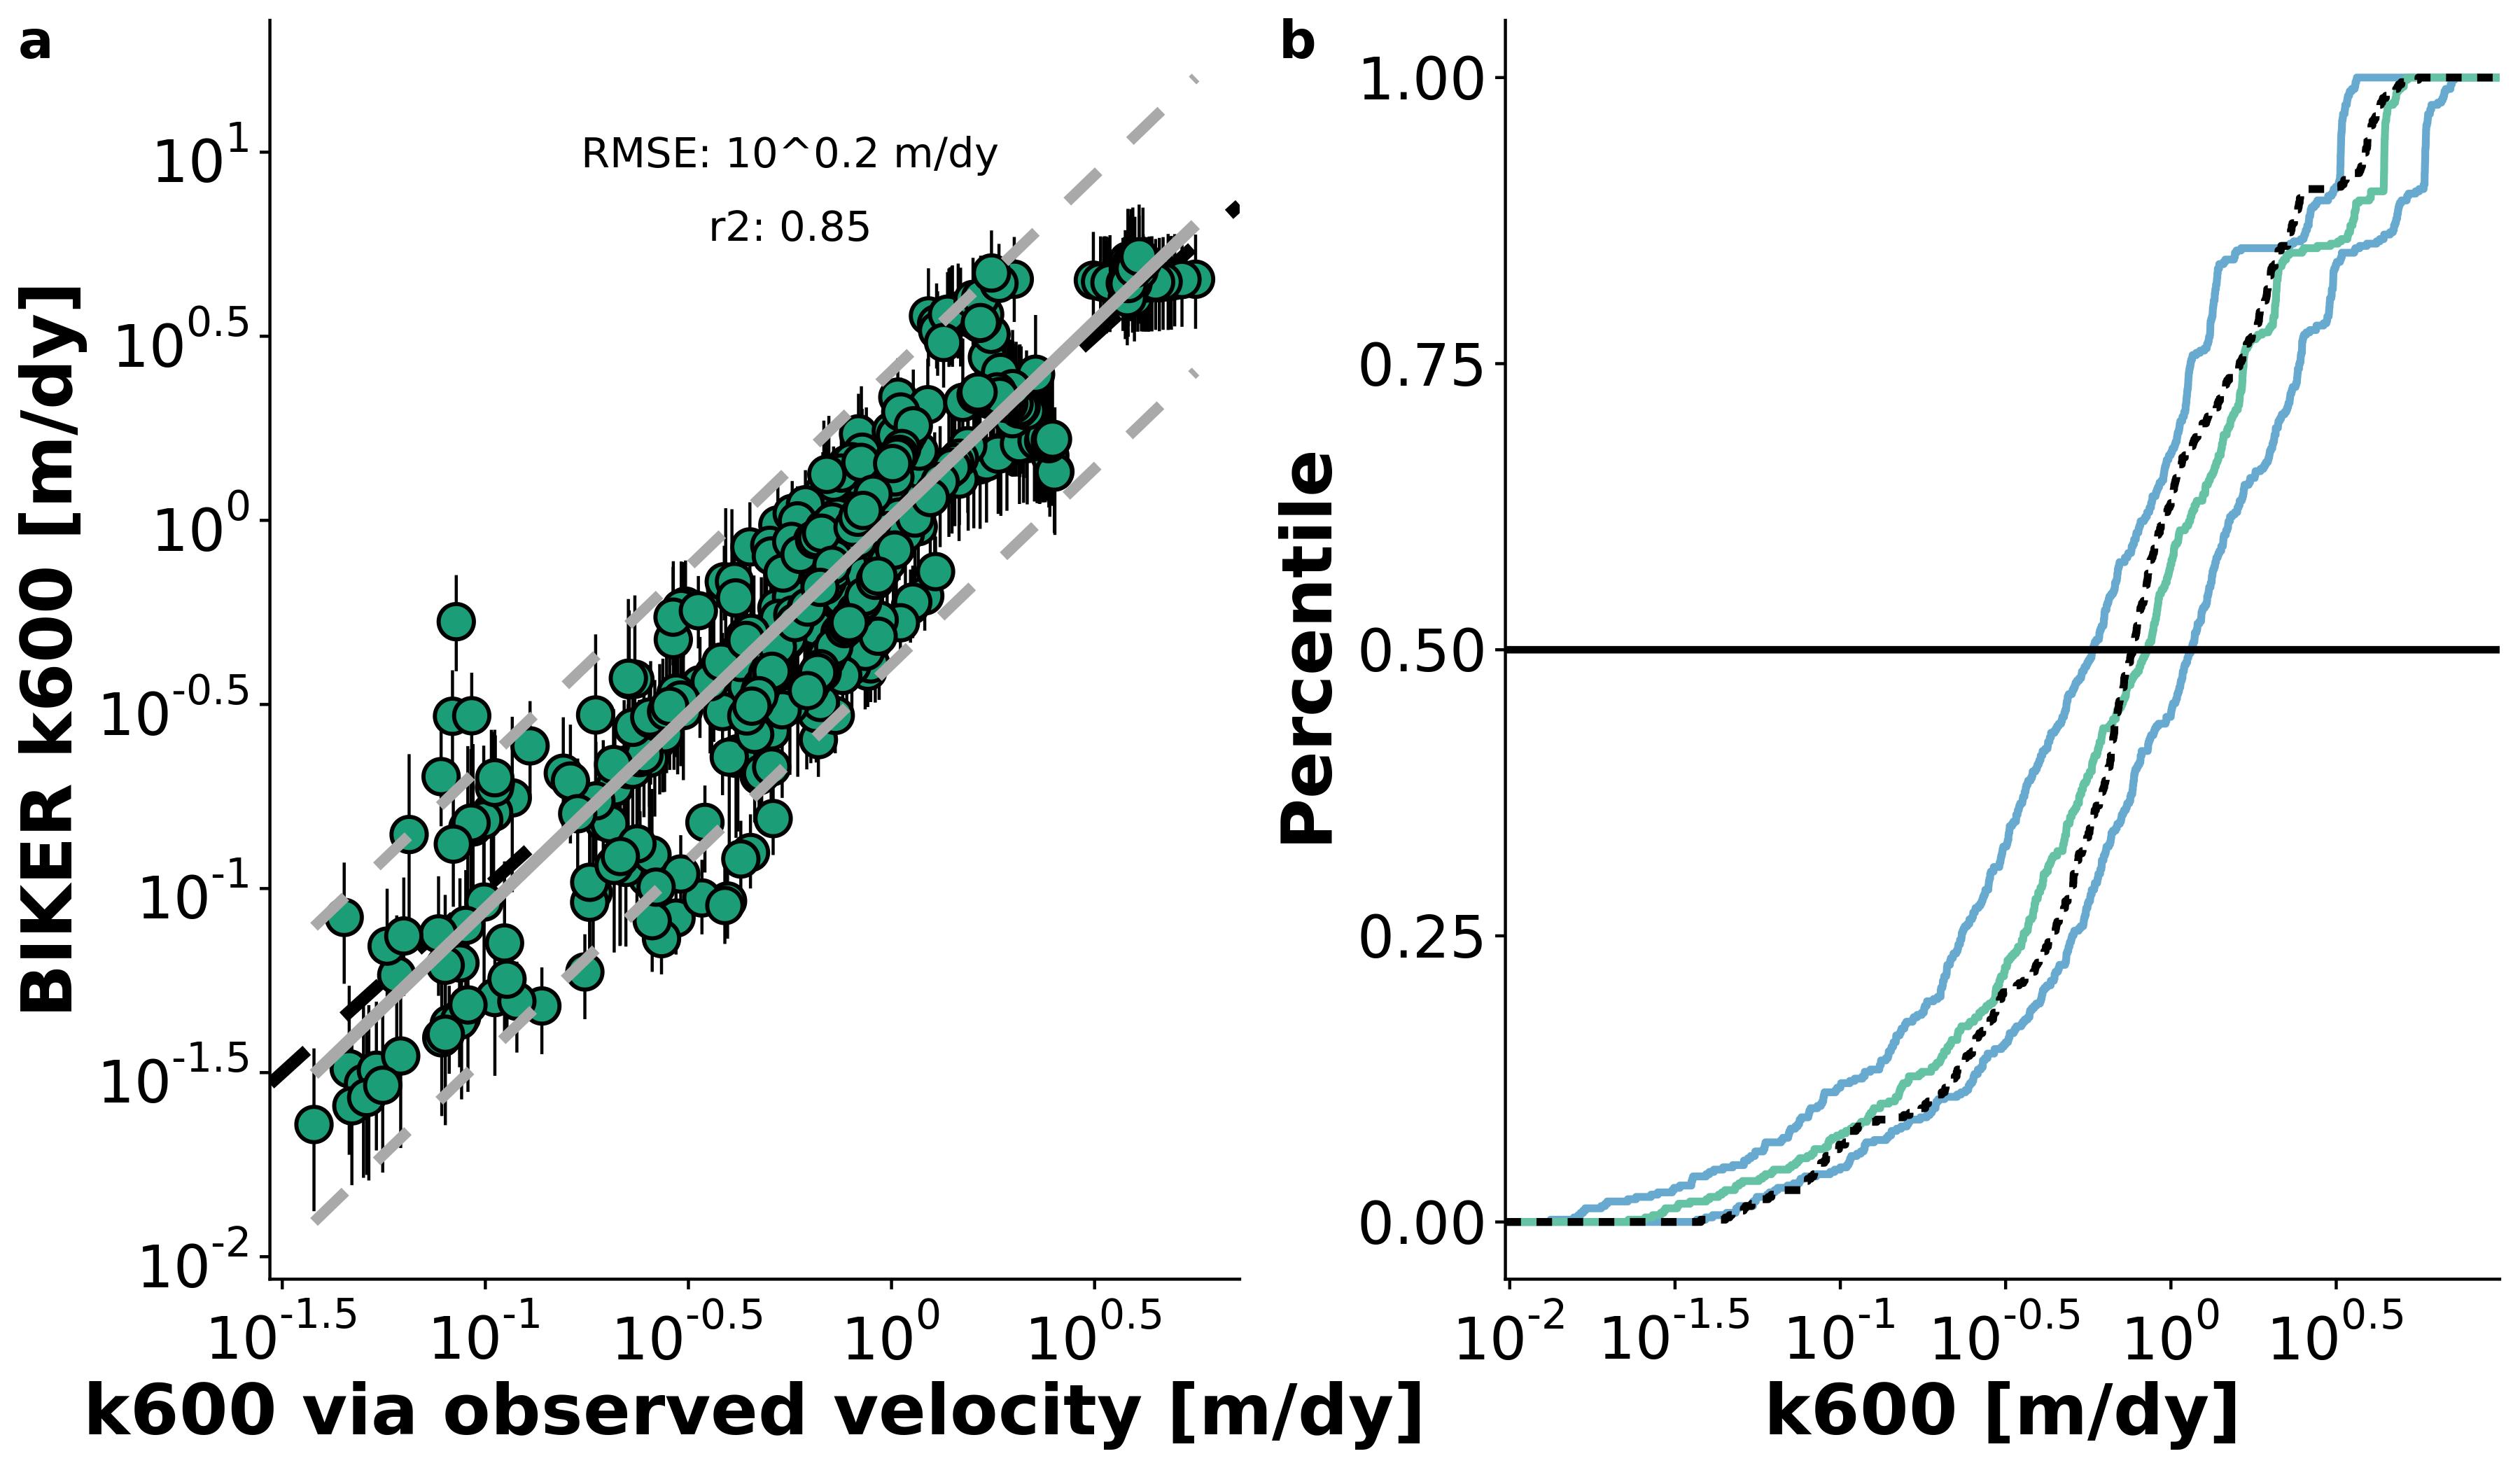 a
BIKER k600 [m/dy]
10^1
10^0.5
10^0
10^-0.5
10^-1
10^-1.5
10^-2
RMSE: 10^0.2 m/dy
r2: 0.85
10^-1.5 10^-1 10^-0.5 10^0 10^0.5
k600 via observed velocity [m/dy]
b
Percentile
1.00
0.75
0.50
0.25
0.00
10^-2 10^-1.5 10^-1 10^-0.5 10^0 10^0.5
k600 [m/dy]